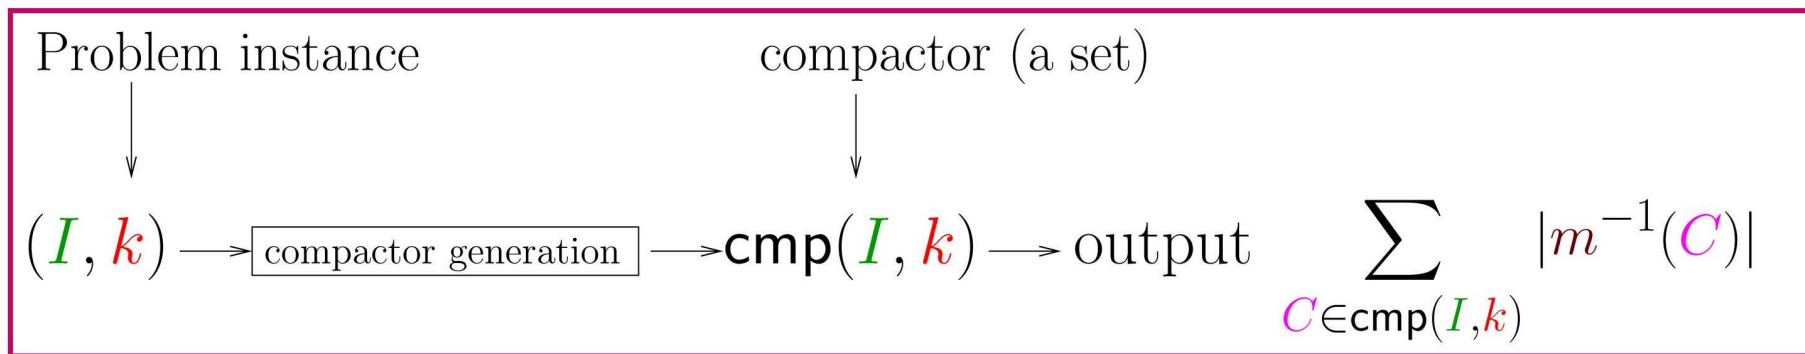 Problem instance
compactor (a set)
(I, k) → compactor generation → cmp(I, k) → output ∑ |m⁻¹(C)|
C∈cmp(I,k)